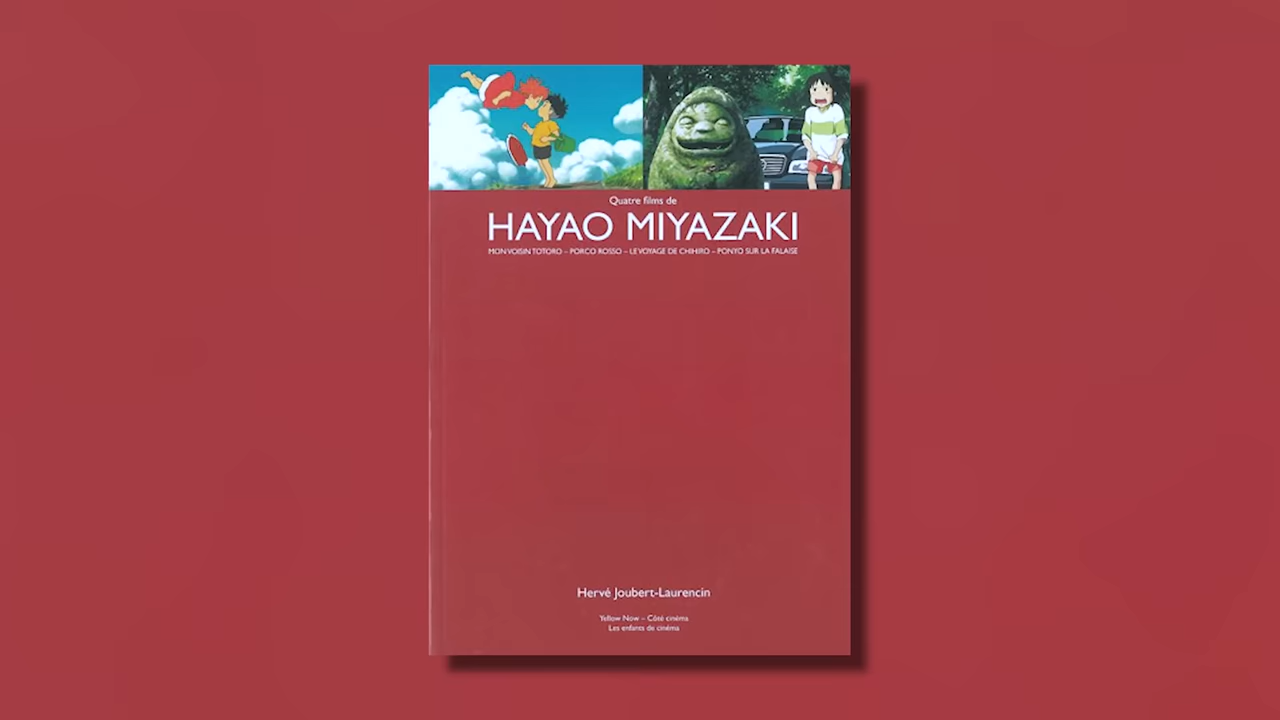 Quatre films de
HAYAO MIYAZAKI
MON VOISIN TOTORO – PORCO ROSSO – LE VOYAGE DE CHIHIRO – PONYO SUR LA FALAISE
Hervé Joubert-Laurencin
Yellow Now – Côté cinéma
Les enfants de cinéma